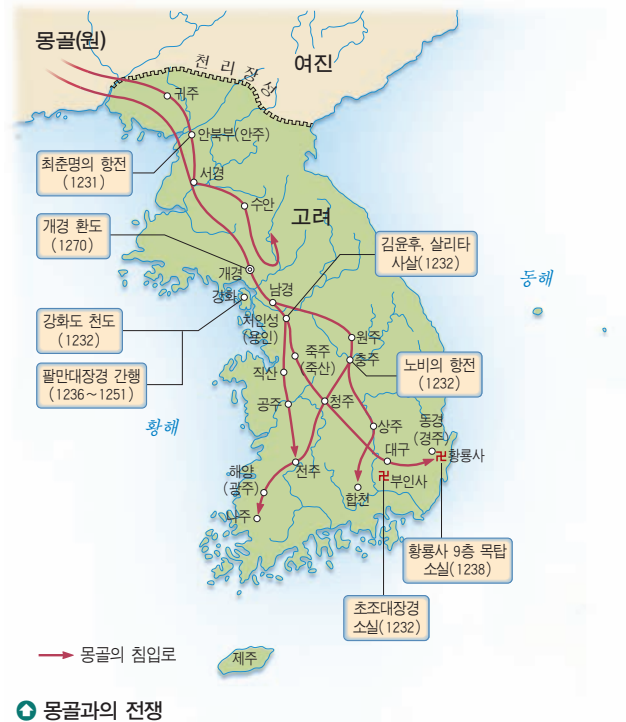 몽골(원)
여진
천리장성
귀주
안북부(안주)
최춘명의 항전
(1231)
서경
수안
고려
개경 환도
(1270)
김윤후, 살리타
사살(1232)
동해
개경
강화
남경
강화도 천도
(1232)
처인성
(용인)
원주
죽주
(죽산)
충주
노비의 항전
(1232)
팔만대장경 간행
(1236~1251)
직산
청주
공주
상주
동경
(경주)
황해
대구
卍황룡사
해양
(광주)
전주
합천
卍부인사
나주
황룡사 9층 목탑
소실(1238)
초조대장경
소실(1232)
몽골의 침입로
제주
몽골과의 전쟁